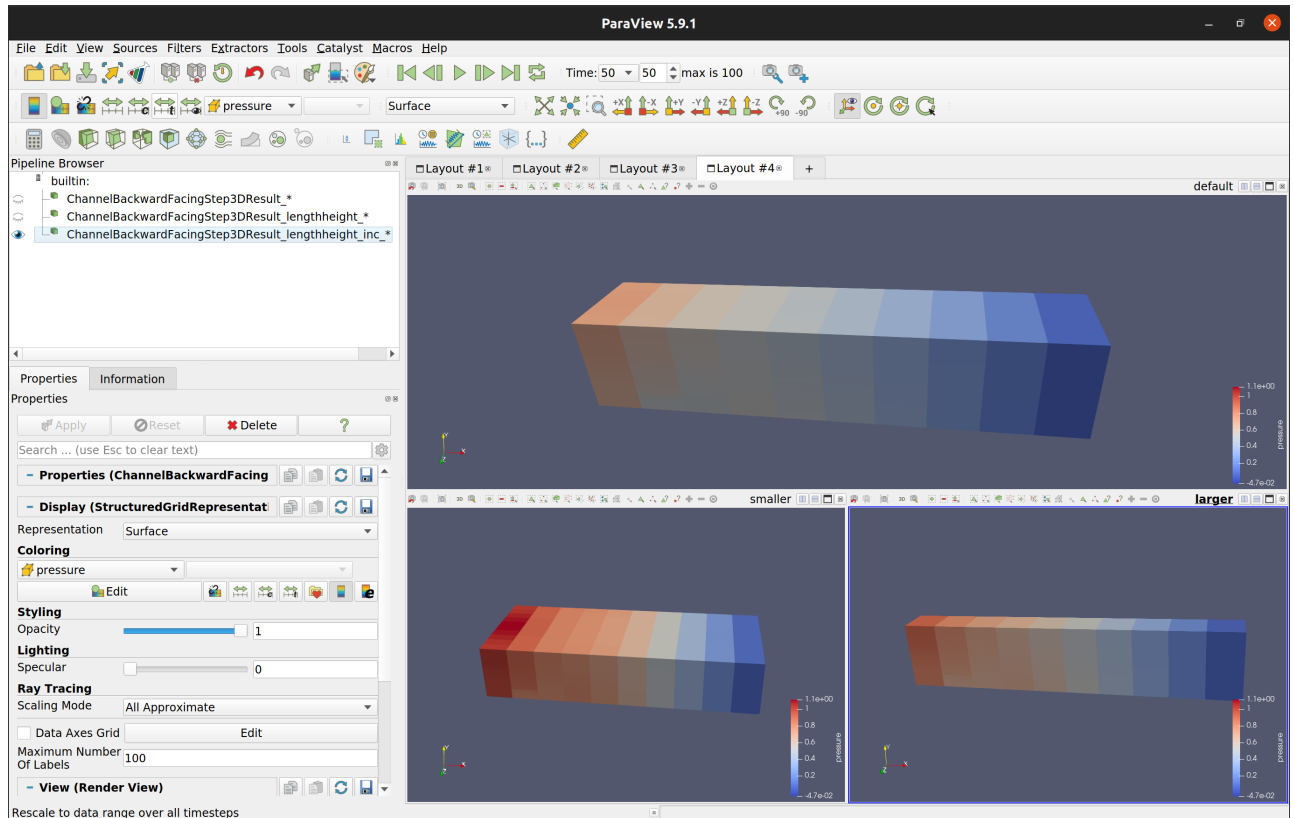 ParaView 5.9.1
File Edit View Sources Filters Extractors Tools Catalyst Macros Help
Time: 50 50 max is 100
pressure Surface +X -X +Y -Y +Z -Z +90 -90
Pipeline Browser
Layout #1 Layout #2 Layout #3 Layout #4 +
builtin:
ChannelBackwardFacingStep3DResult_*
ChannelBackwardFacingStep3DResult_lengthheight_*
ChannelBackwardFacingStep3DResult_lengthheight_inc_*
default
1.1e+00
1
0.8
0.6
0.4
0.2
-4.7e-02
pressure
Y
X
Z
Properties Information
Properties
Apply Reset Delete ?
Search ... (use Esc to clear text)
Properties (ChannelBackwardFacing
Display (StructuredGridRepresentati
Representation Surface
Coloring
pressure
Edit
Styling
Opacity 1
Lighting
Specular 0
Ray Tracing
Scaling Mode All Approximate
Data Axes Grid Edit
Maximum Number
Of Labels 100
View (Render View)
Rescale to data range over all timesteps
smaller
1.1e+00
1
0.8
0.6
0.4
0.2
-4.7e-02
pressure
Y
X
Z
larger
1.1e+00
1
0.8
0.6
0.4
0.2
-4.7e-02
pressure
Y
X
Z